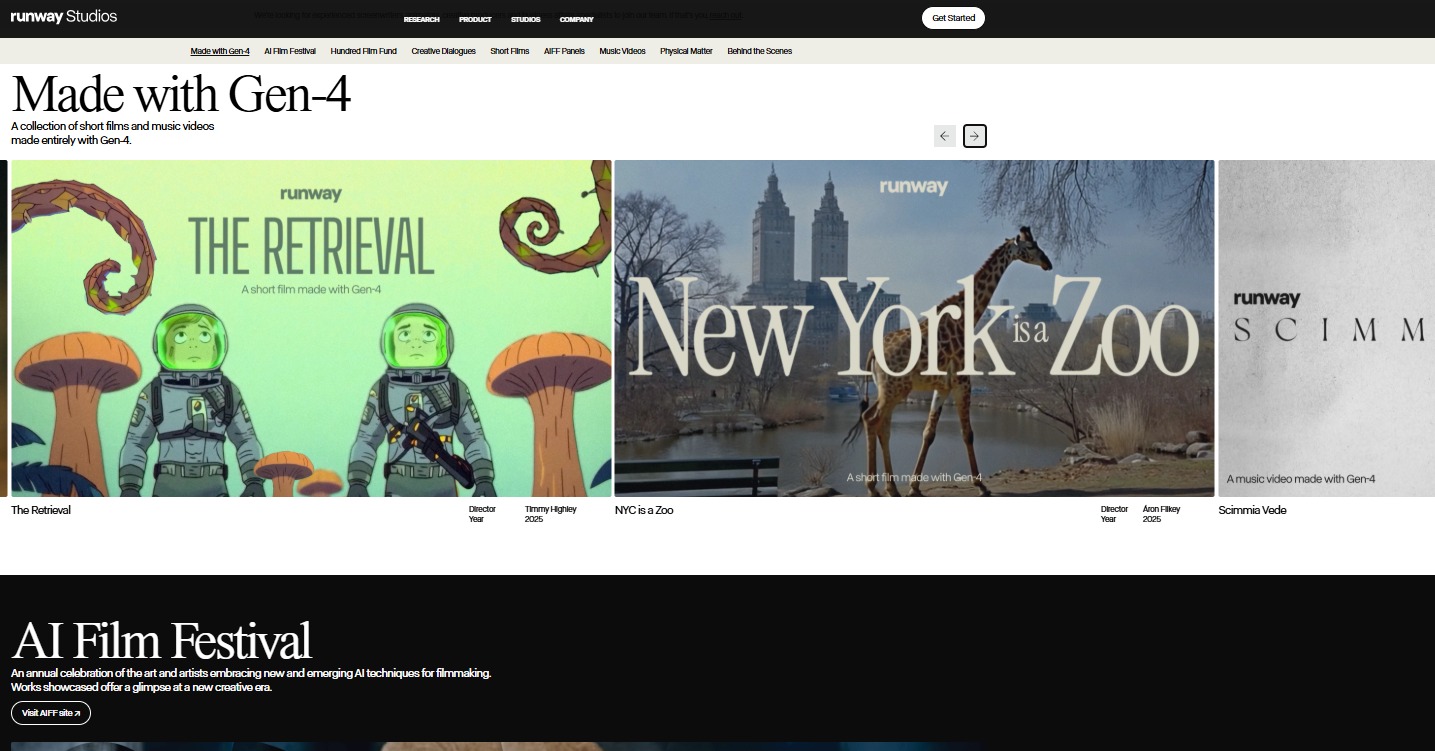 runway Studios
RESEARCH PRODUCT STUDIOS COMPANY
Get Started
Made with Gen-4 AI Film Festival Hundred Film Fund Creative Dialogues Short Films AIFF Panels Music Videos Physical Matter Behind the Scenes
Made with Gen-4
A collection of short films and music videos
made entirely with Gen-4.
runway
THE RETRIEVAL
A short film made with Gen-4
The Retrieval
Director Timmy Highley
Year 2025
runway
New York is a Zoo
A short film made with Gen-4
NYC is a Zoo
Director Áron Filkey
Year 2025
runway
SCIMM
A music video made with Gen-4
Scimmia Vede
AI Film Festival
An annual celebration of the art and artists embracing new and emerging AI techniques for filmmaking.
Works showcased offer a glimpse at a new creative era.
Visit AIFF site ↗